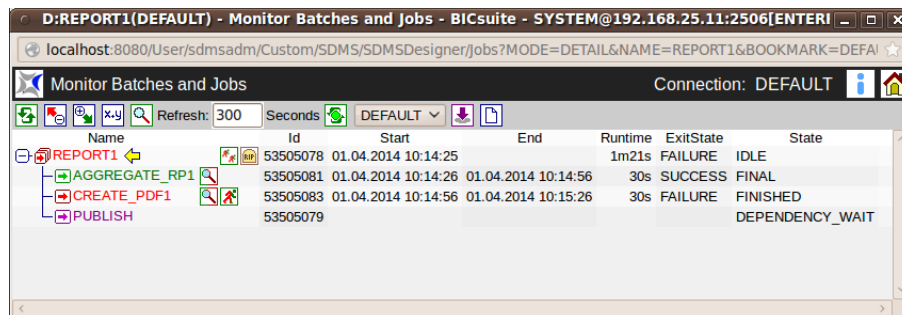 D:REPORT1(DEFAULT) - Monitor Batches and Jobs - BICsuite - SYSTEM@192.168.25.11:2506[ENTERI
localhost:8080/User/sdmsadm/Custom/SDMS/SDMSDesigner/Jobs?MODE=DETAIL&NAME=REPORT1&BOOKMARK=DEFA
Monitor Batches and Jobs Connection: DEFAULT
x-y Refresh: 300 Seconds DEFAULT
Name Id Start End Runtime ExitState State
REPORT1 RIP 53505078 01.04.2014 10:14:25 1m21s FAILURE IDLE
AGGREGATE_RP1 53505081 01.04.2014 10:14:26 01.04.2014 10:14:56 30s SUCCESS FINAL
CREATE_PDF1 53505083 01.04.2014 10:14:56 01.04.2014 10:15:26 30s FAILURE FINISHED
PUBLISH 53505079 DEPENDENCY_WAIT